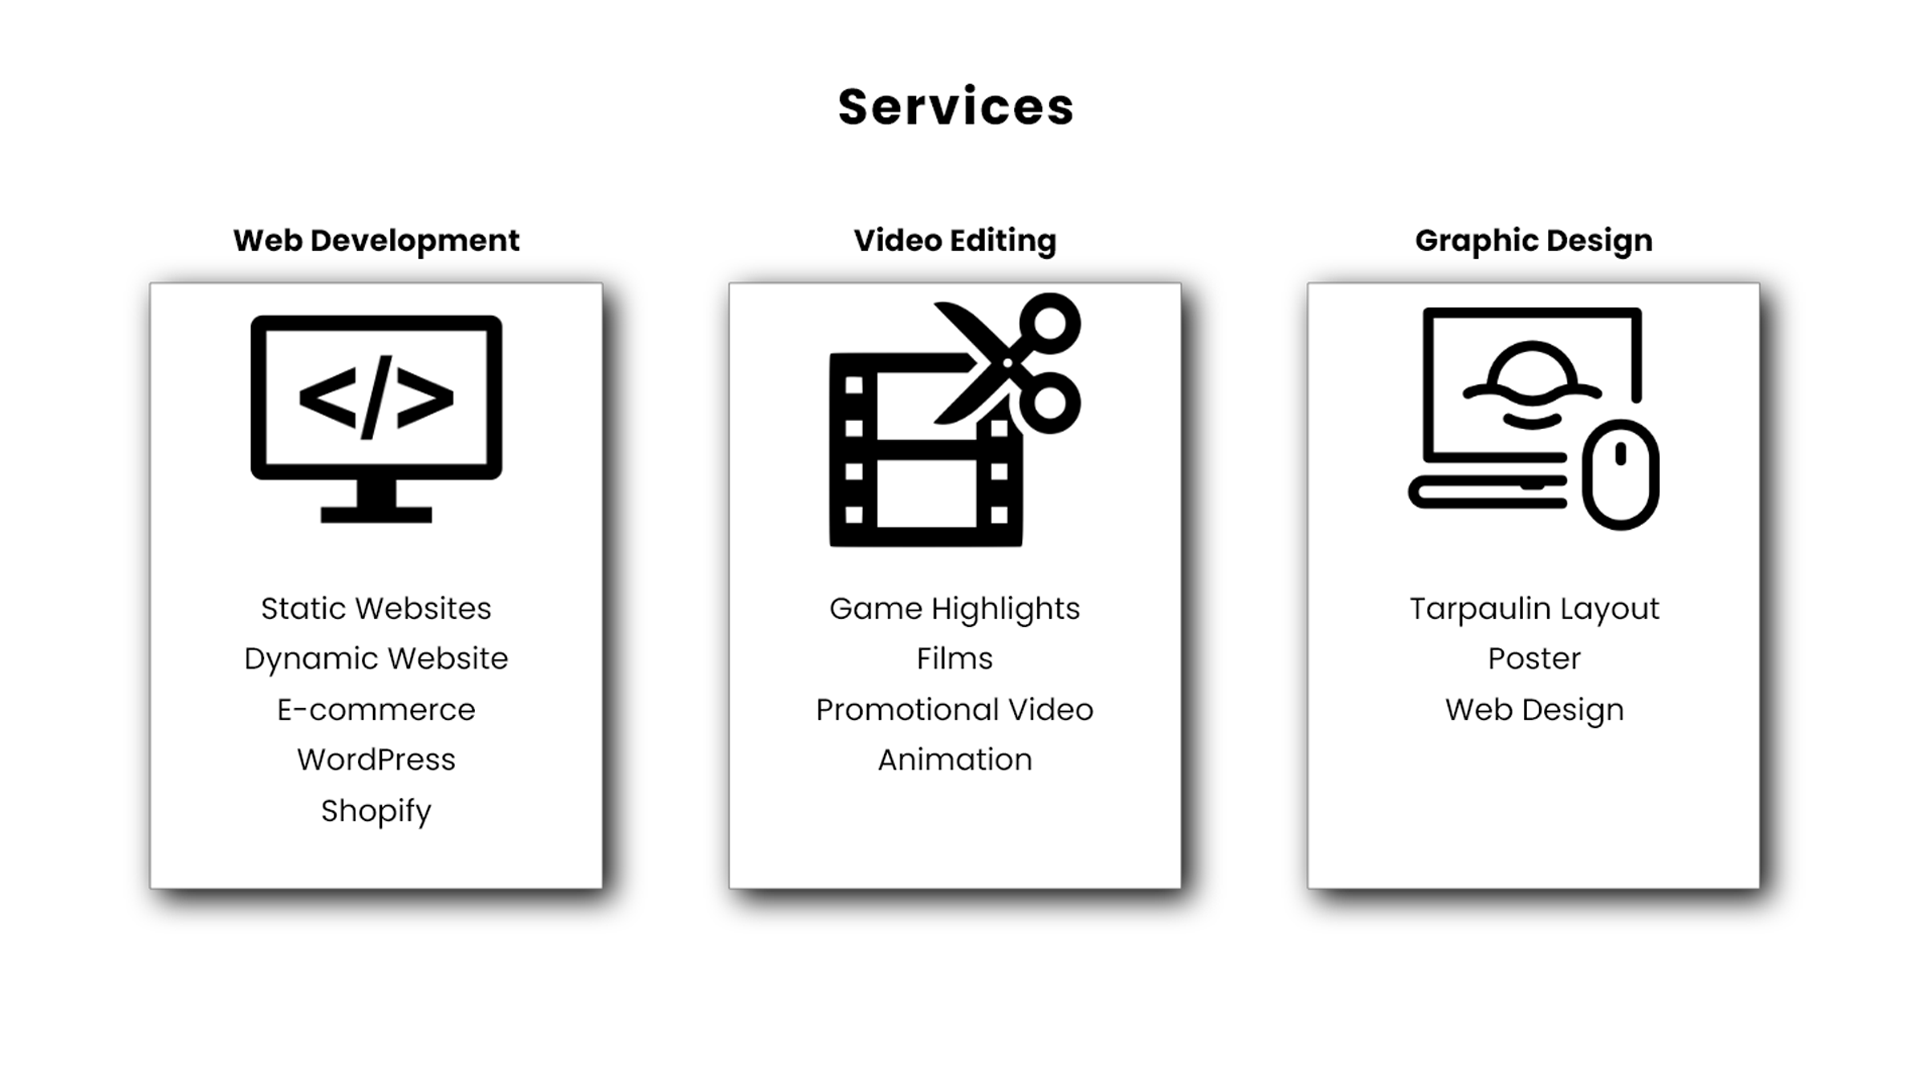 Services
Web Development
</>
Static Websites
Dynamic Website
E-commerce
WordPress
Shopify
Video Editing
Game Highlights
Films
Promotional Video
Animation
Graphic Design
Tarpaulin Layout
Poster
Web Design